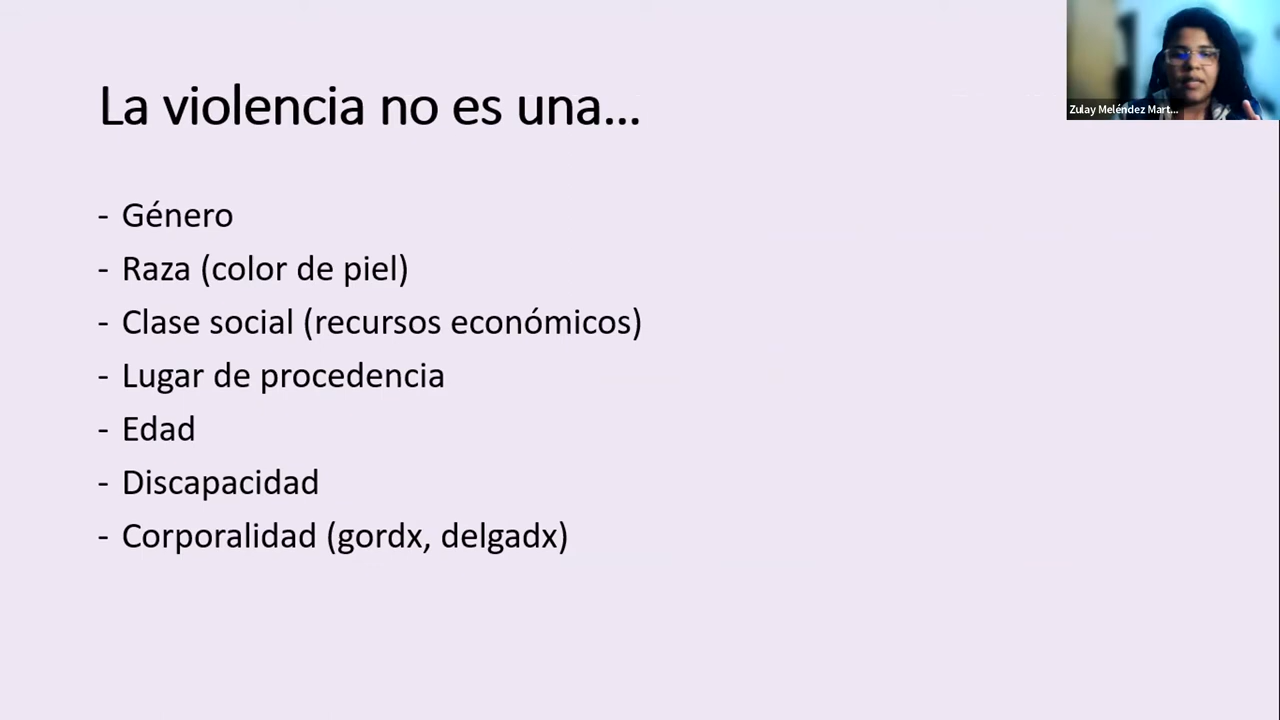 La violencia no es una...
- Género
- Raza (color de piel)
- Clase social (recursos económicos)
- Lugar de procedencia
- Edad
- Discapacidad
- Corporalidad (gordx, delgadx)
Zulay Meléndez Mart...